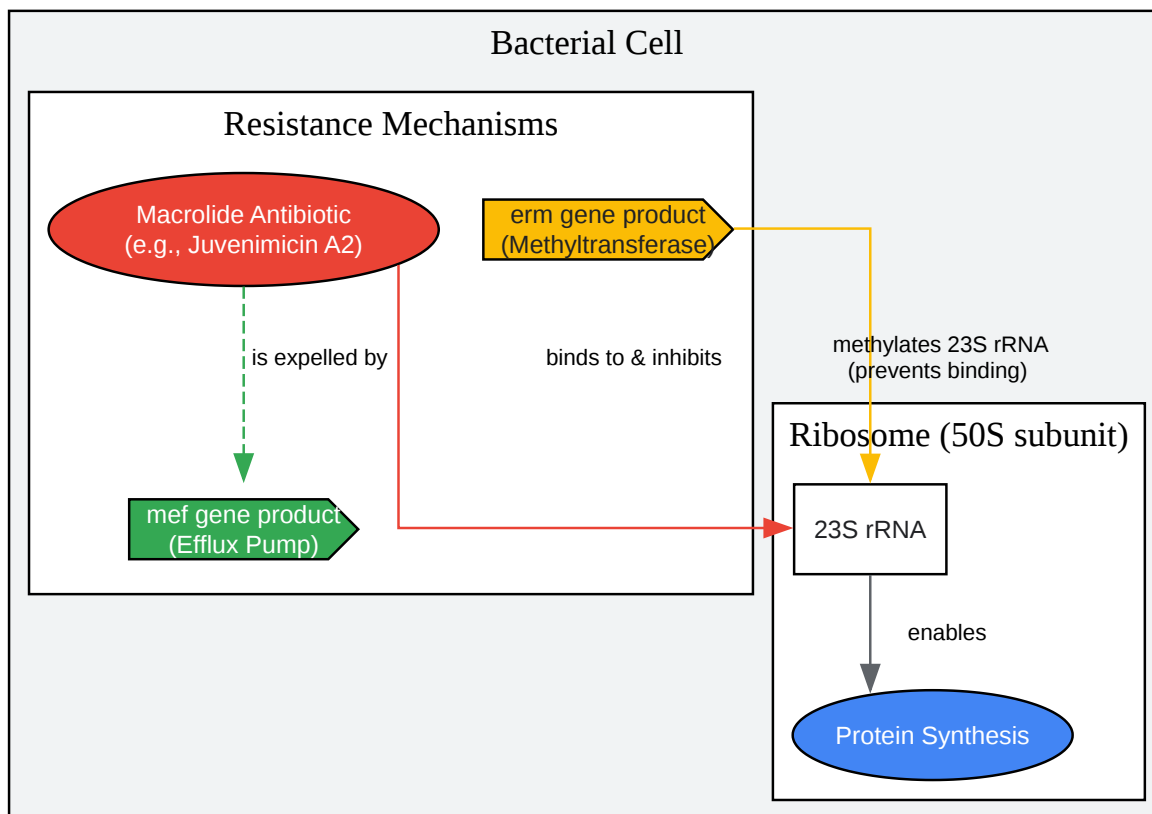 Bacterial Cell
Resistance Mechanisms
Macrolide Antibiotic
(e.g., Juvenimicin A2)
erm gene product
(Methyltransferase)
is expelled by
binds to & inhibits
methylates 23S rRNA
(prevents binding)
Ribosome (50S subunit)
mef gene product
(Efflux Pump)
23S rRNA
enables
Protein Synthesis